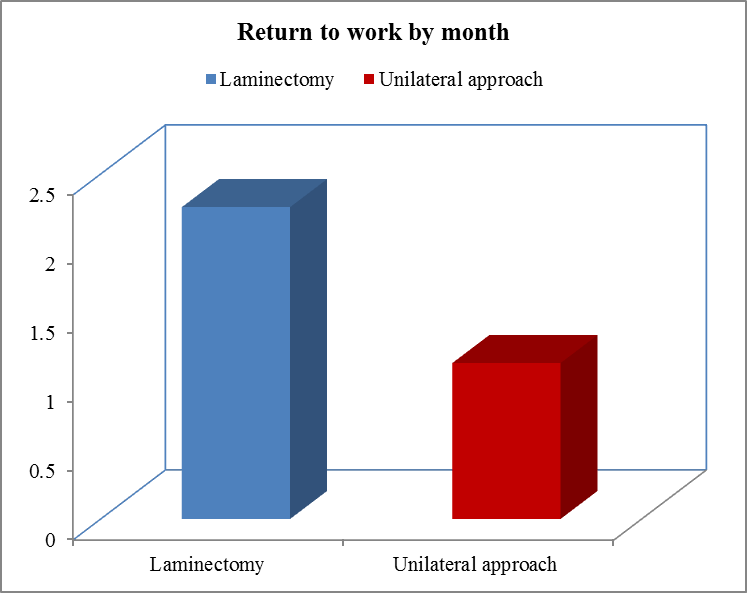 Return to work by month
Laminectomy Unilateral approach
2.5
2
1.5
1
0.5
0
Laminectomy Unilateral approach